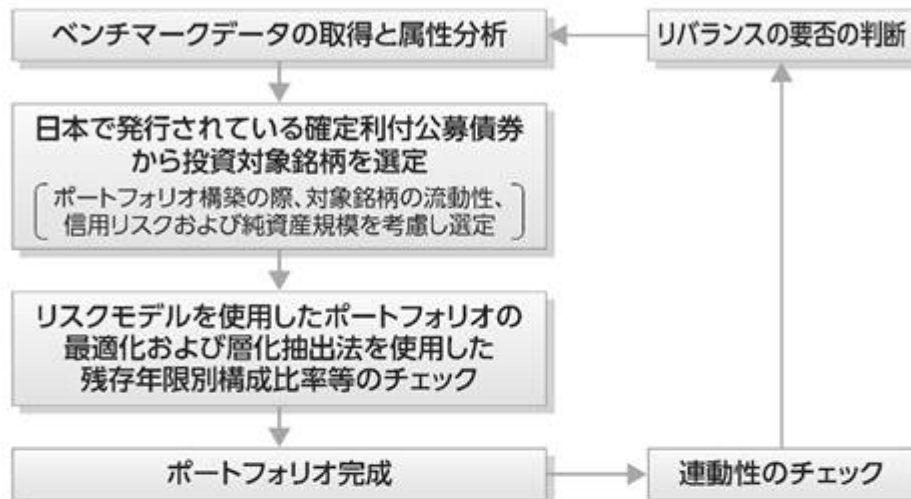 ベンチマークデータの取得と属性分析
リバランスの要否の判断
日本で発行されている確定利付公募債券
から投資対象銘柄を選定
ポートフォリオ構築の際、対象銘柄の流動性、
信用リスクおよび純資産規模を考慮し選定
リスクモデルを使用したポートフォリオの
最適化および層化抽出法を使用した
残存年限別構成比率等のチェック
ポートフォリオ完成
連動性のチェック